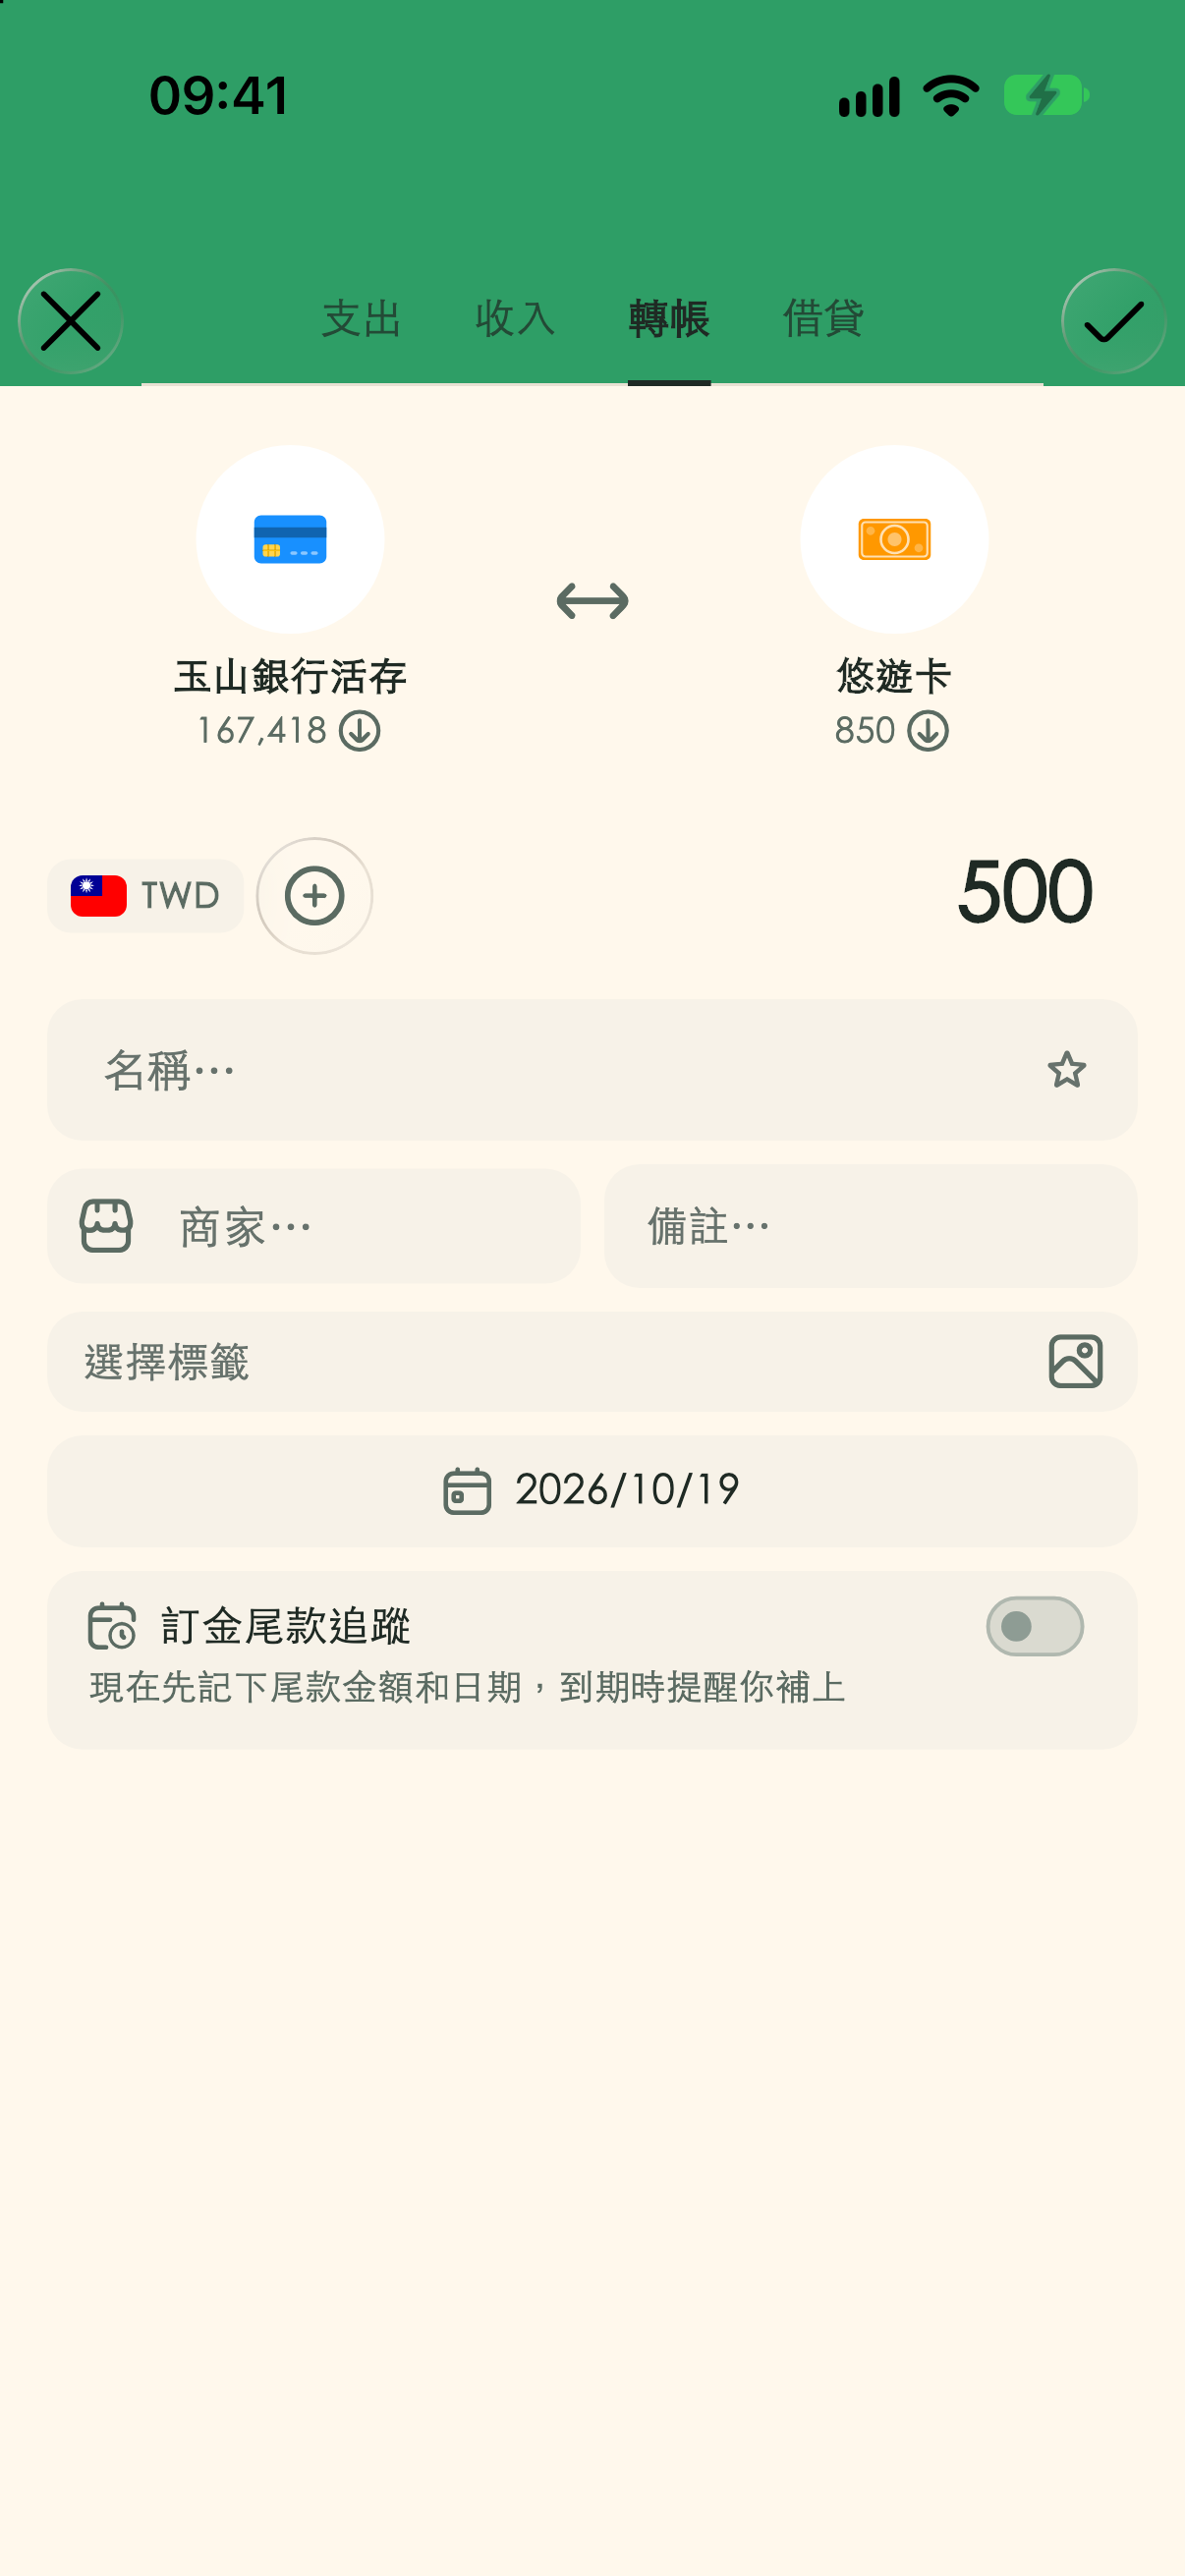 09:41
支出 收入 轉帳 借貸
玉山銀行活存 悠遊卡
167,418 850
TWD 500
名稱…
商家… 備註…
選擇標籤
2026/10/19
訂金尾款追蹤
現在先記下尾款金額和日期，到期時提醒你補上